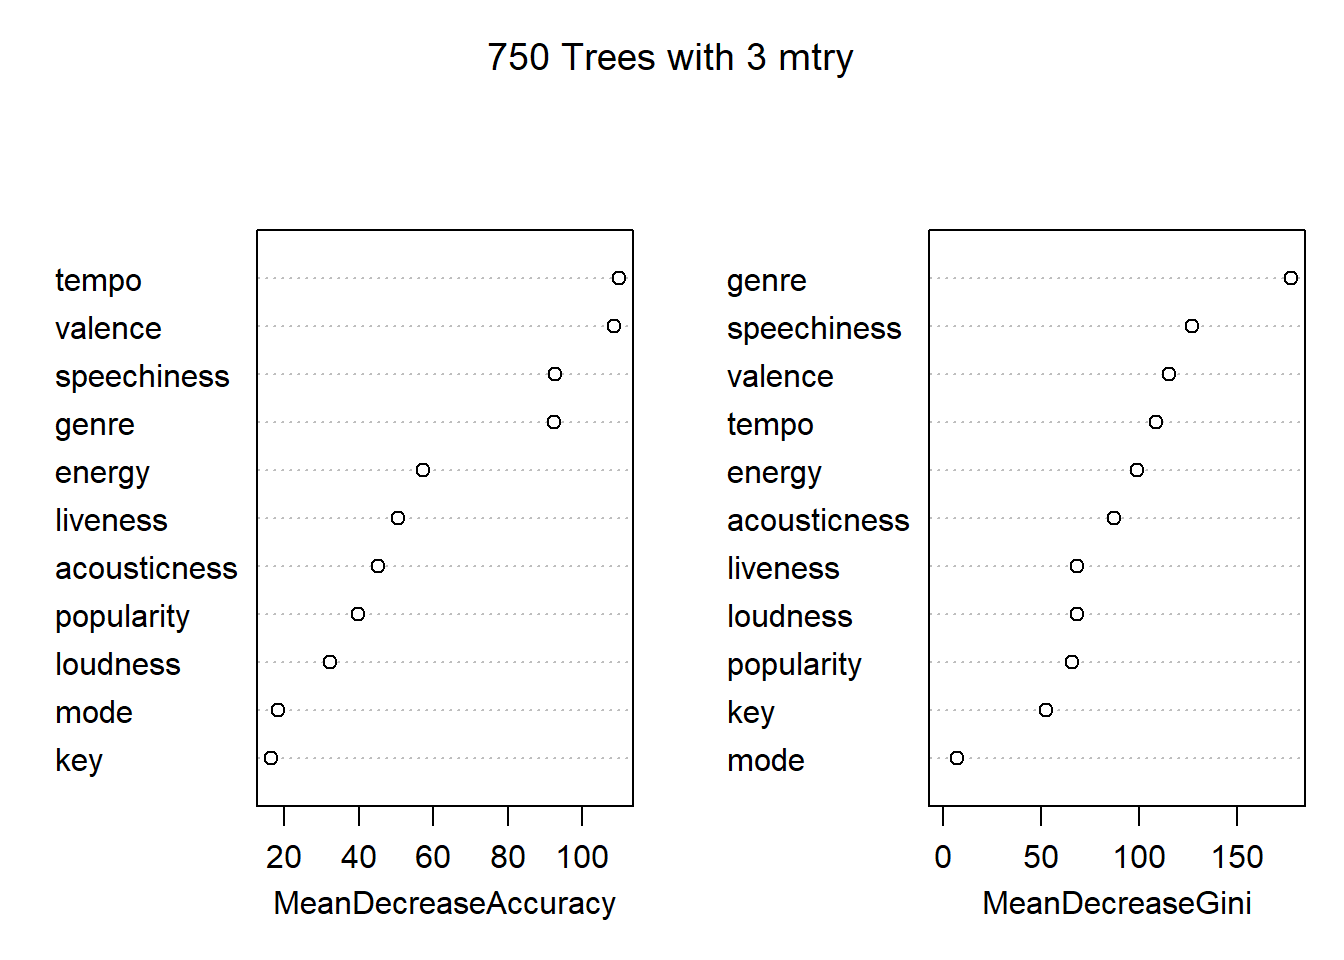 750 Trees with 3 mtry
tempo
valence
speechiness
genre
energy
liveness
acousticness
popularity
loudness
mode
key
20 40 60 80 100
MeanDecreaseAccuracy
genre
speechiness
valence
tempo
energy
acousticness
liveness
loudness
popularity
key
mode
0 50 100 150
MeanDecreaseGini